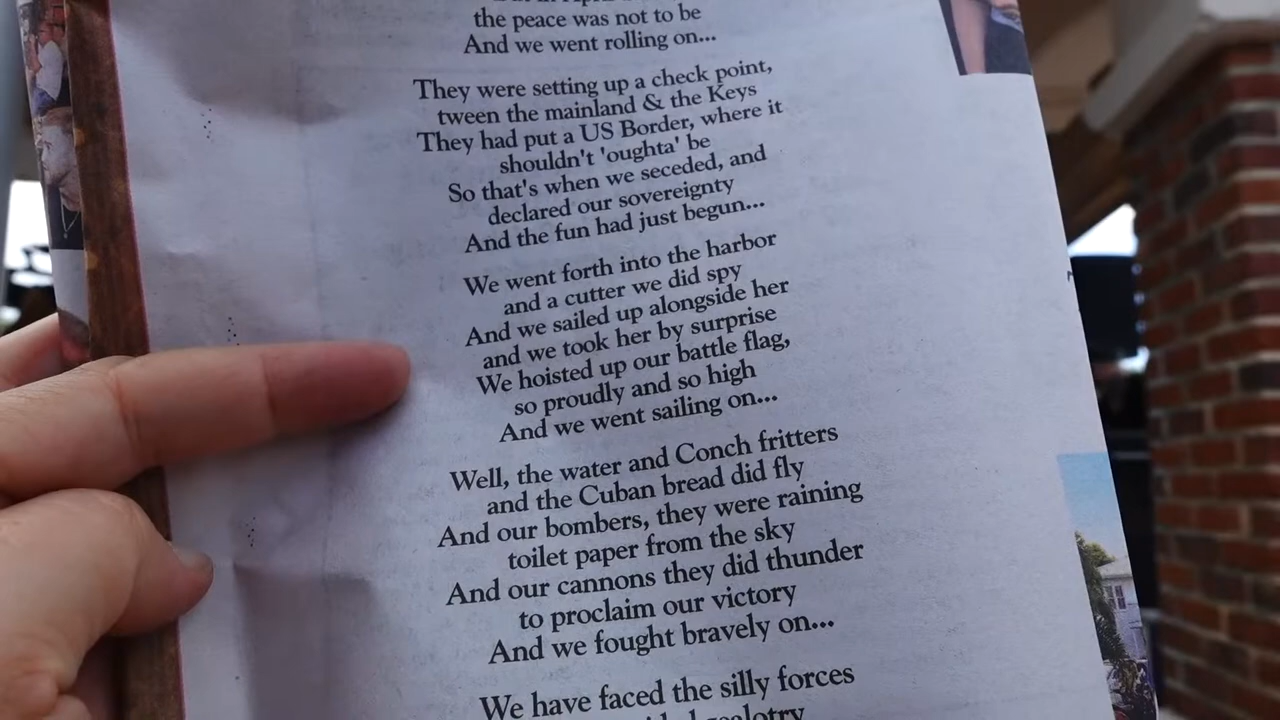 the peace was not to be
And we went rolling on...
They were setting up a check point,
tween the mainland & the Keys
They had put a US Border, where it
shouldn't 'oughta' be
So that's when we seceded, and
declared our sovereignty
And the fun had just begun...
We went forth into the harbor
and a cutter we did spy
And we sailed up alongside her
and we took her by surprise
We hoisted up our battle flag,
so proudly and so high
And we went sailing on...
Well, the water and Conch fritters
and the Cuban bread did fly
And our bombers, they were raining
toilet paper from the sky
And our cannons they did thunder
to proclaim our victory
And we fought bravely on...
We have faced the silly forces